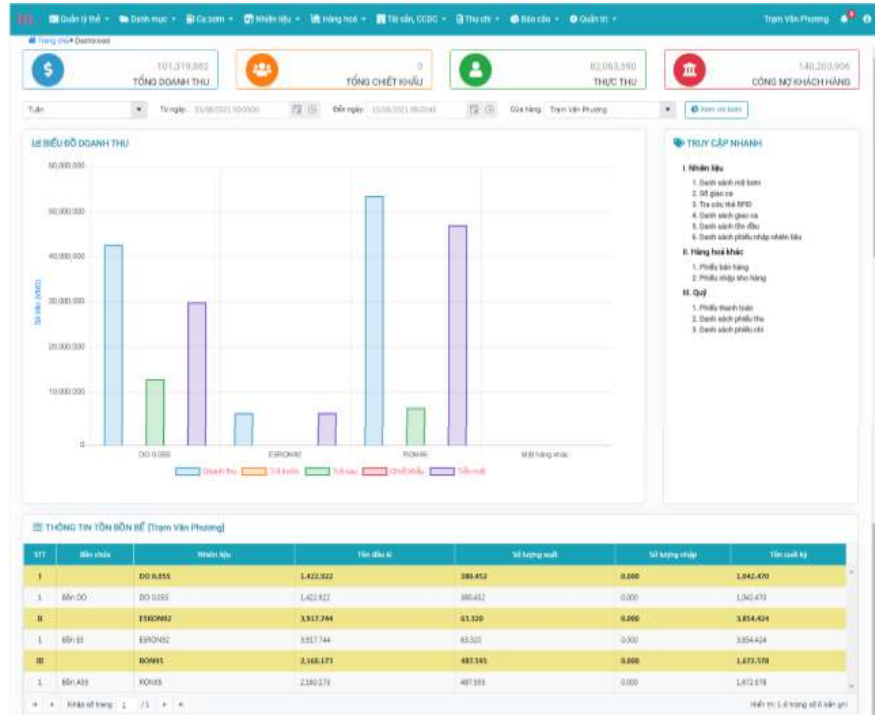 Quản lý thẻ Danh mục Ca bơm Nhiên liệu Hàng hoá Tài sản, CCDC Thu chi Báo cáo Quản trị Trạm Văn Phương
Trang chủ Dashboard
101,319,662 0 82,063,590 140,203,906
TỔNG DOANH THU TỔNG CHIẾT KHẤU THỰC THU CÔNG NỢ KHÁCH HÀNG
Tuần Từ ngày Đến ngày Cửa hàng Trạm Văn Phương Xem vòi bơm
BIỂU ĐỒ DOANH THU
60,000,000
50,000,000
40,000,000
30,000,000
20,000,000
10,000,000
0
Số tiền (VNĐ)
DO 0.05S E5RON92 RON95 Mặt hàng khác
Doanh thu Trả trước Trả sau Chiết khấu Tiền mặt
TRUY CẬP NHANH
I. Nhiên liệu
1. Danh sách mã bơm
2. Sổ giao ca
3. Tra cứu thẻ RFID
4. Danh sách giao ca
5. Danh sách tồn đầu
6. Danh sách phiếu nhập nhiên liệu
II. Hàng hoá khác
1. Phiếu bán hàng
2. Phiếu nhập kho hàng
III. Quỹ
1. Phiếu thanh toán
2. Danh sách phiếu thu
3. Danh sách phiếu chi
THÔNG TIN TỒN BỒN BỂ [Trạm Văn Phương]
STT Bồn chứa Nhiên liệu Tồn đầu kì Số lượng xuất Số lượng nhập Tồn cuối kỳ
I DO 0.05S 1,422.922 380.452 0.000 1,042.470
1 Bồn DO DO 0.05S 1,422.922 380.452 0.000 1,042.470
II E5RON92 3,917.744 63.320 0.000 3,854.424
1 Bồn E5 E5RON92 3,917.744 63.320 0.000 3,854.424
III RON95 2,160.173 487.595 0.000 1,672.578
1 Bồn A95 RON95 2,160.173 487.595 0.000 1,672.578
Nhập số trang 1 /1 Hiển thị 1-6 trong số 6 bản ghi